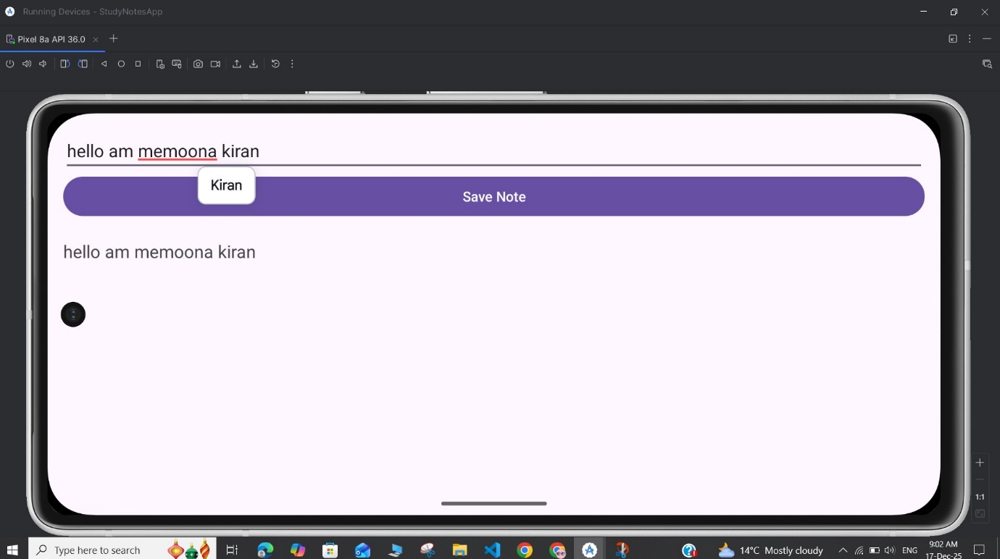 Running Devices - StudyNotesApp
Pixel 8a API 36.0
hello am memoona kiran
Kiran
Save Note
hello am memoona kiran
1:1
Type here to search
14°C Mostly cloudy
ENG
9:02 AM
17-Dec-25